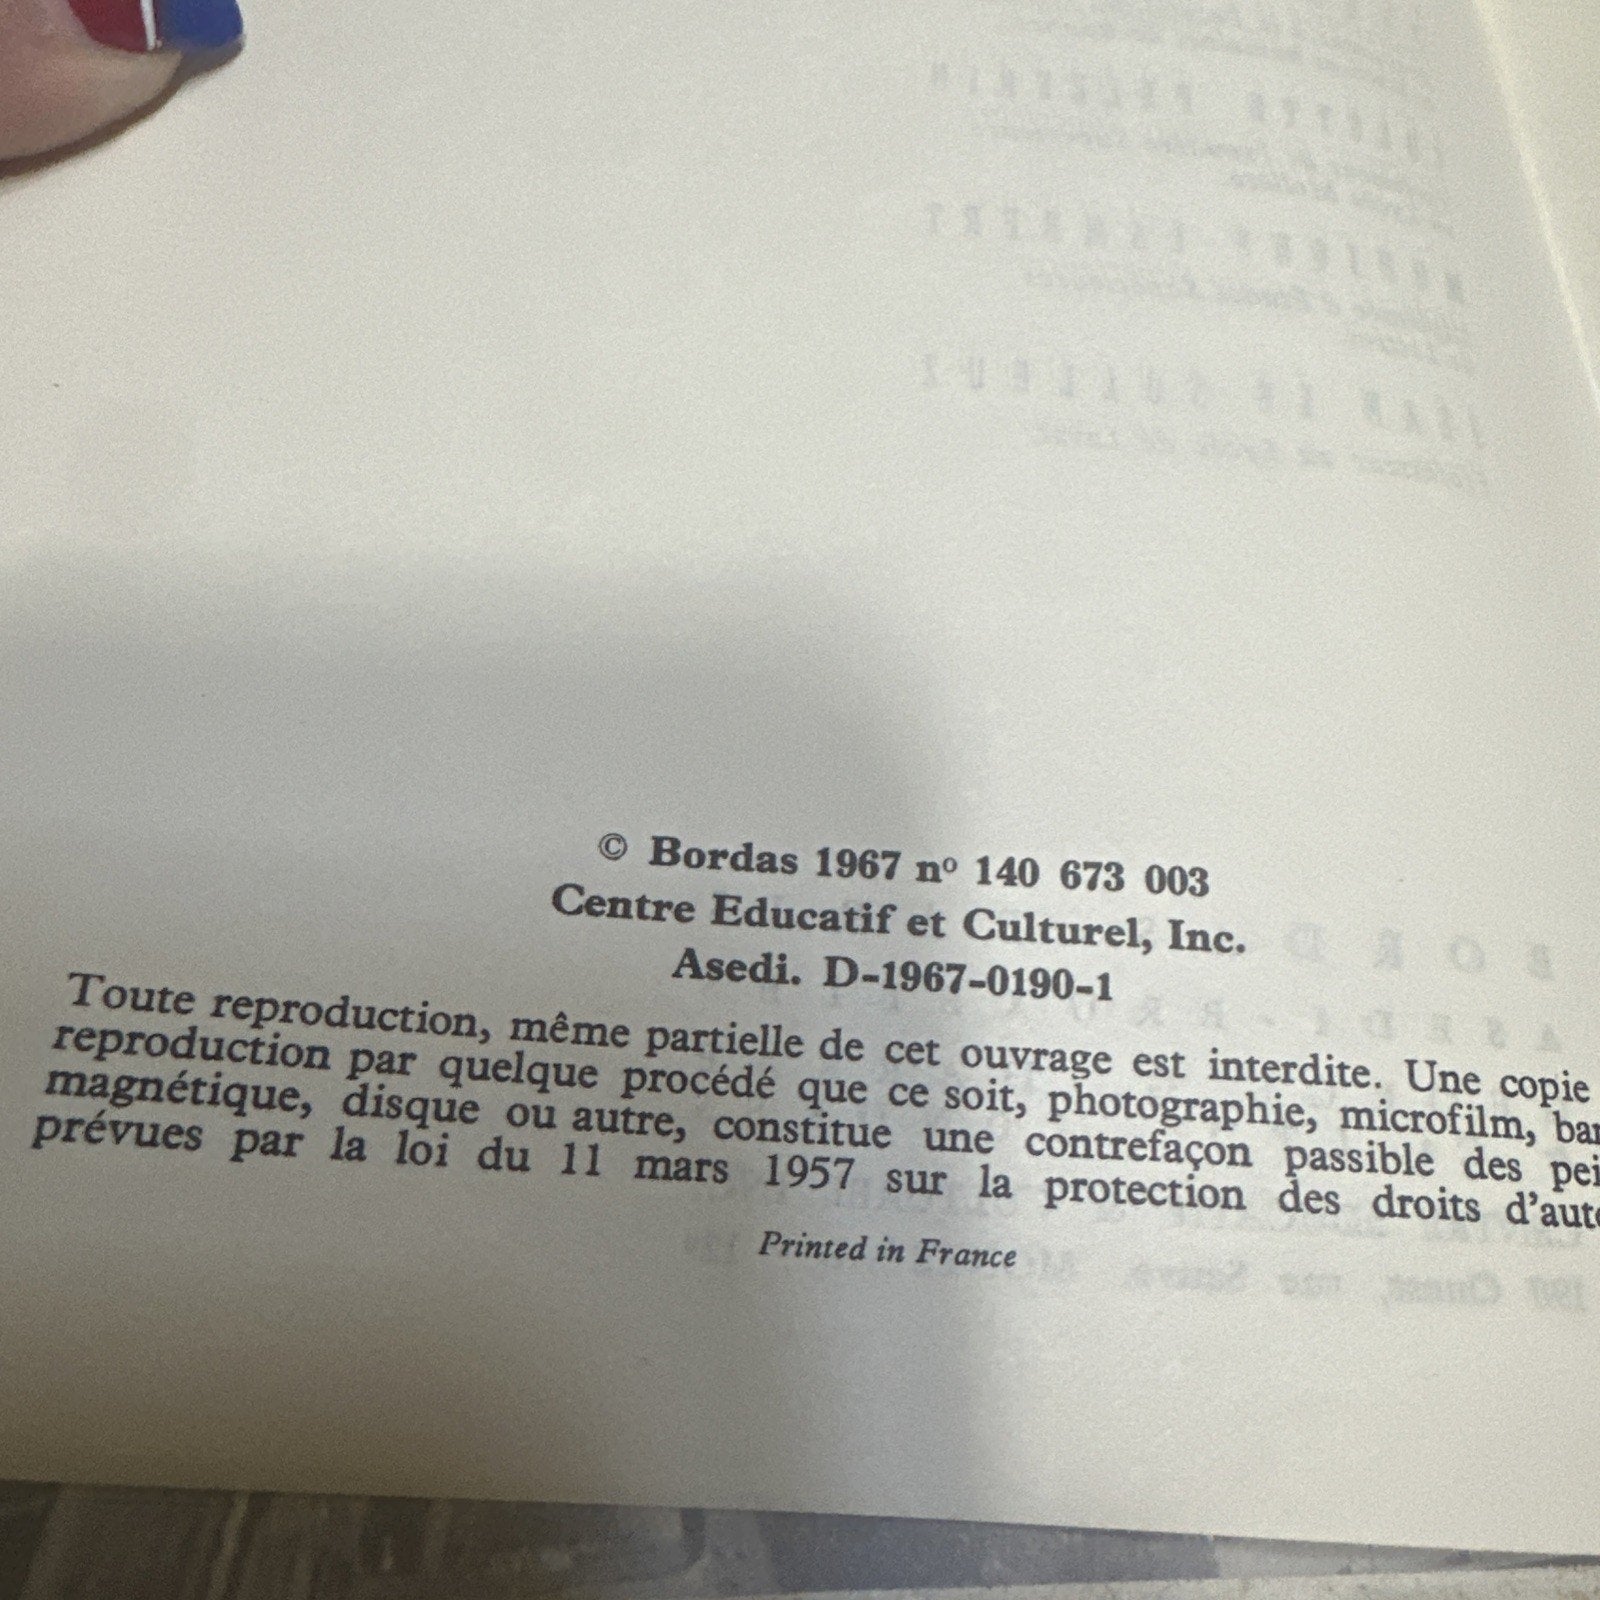 © Bordas 1967 nº 140 673 003
Centre Educatif et Culturel, Inc.
Asedi. D-1967-0190-1
Toute reproduction, même partielle de cet ouvrage est interdite. Une copie
reproduction par quelque procédé que ce soit, photographie, microfilm,
magnétique, disque ou autre, constitue une contrefaçon passible des
prévues par la loi du 11 mars 1957 sur la protection des droits
Printed in France